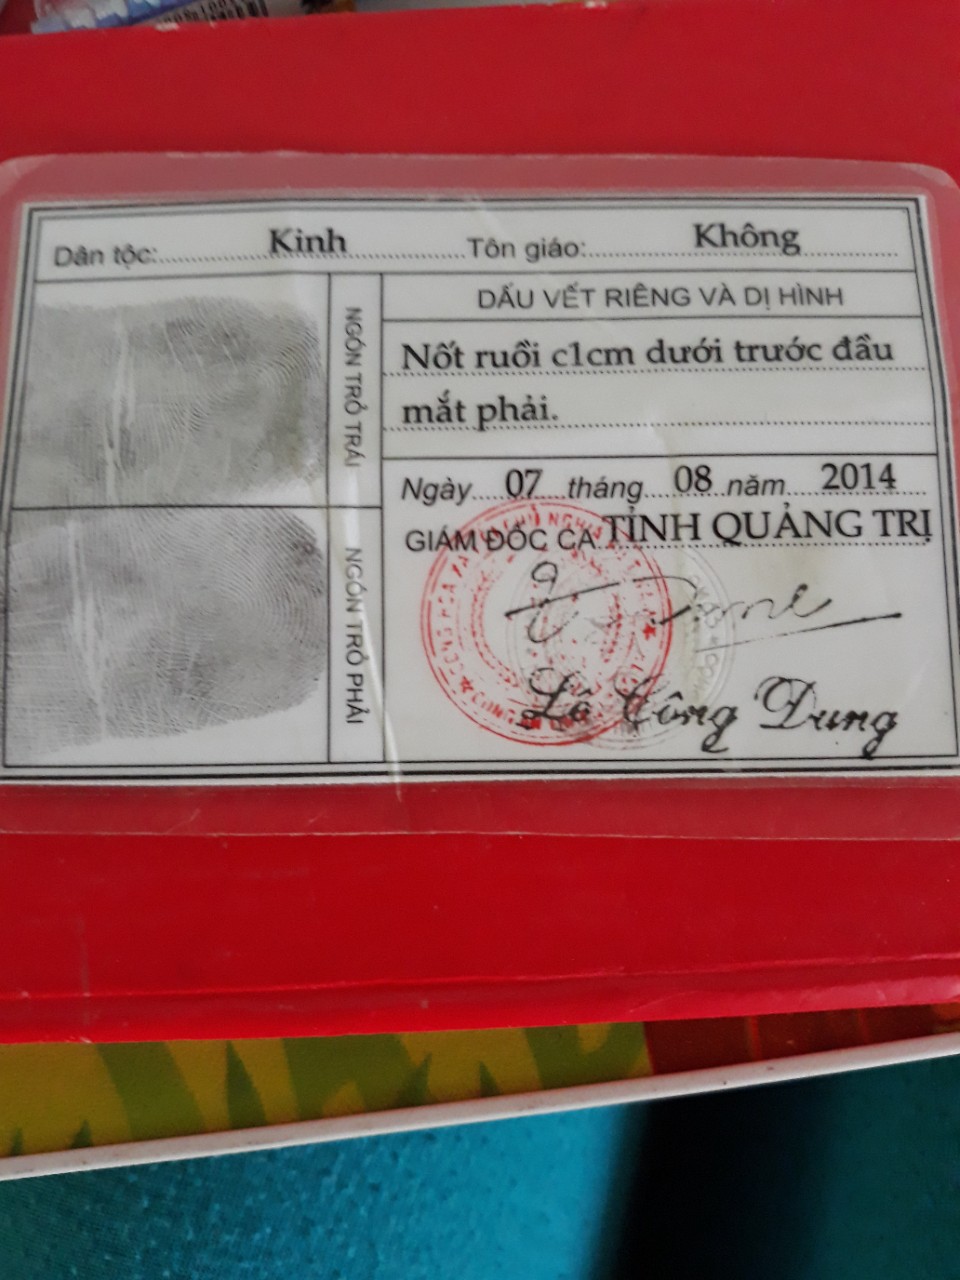 Dân tộc: Kinh Tôn giáo: Không
NGÓN TRỎ TRÁI
NGÓN TRỎ PHẢI
DẤU VẾT RIÊNG VÀ DỊ HÌNH
Nốt ruồi c1cm dưới trước đầu
mắt phải.
Ngày 07 tháng 08 năm 2014
GIÁM ĐỐC CA TỈNH QUẢNG TRỊ
Lê Công Dung